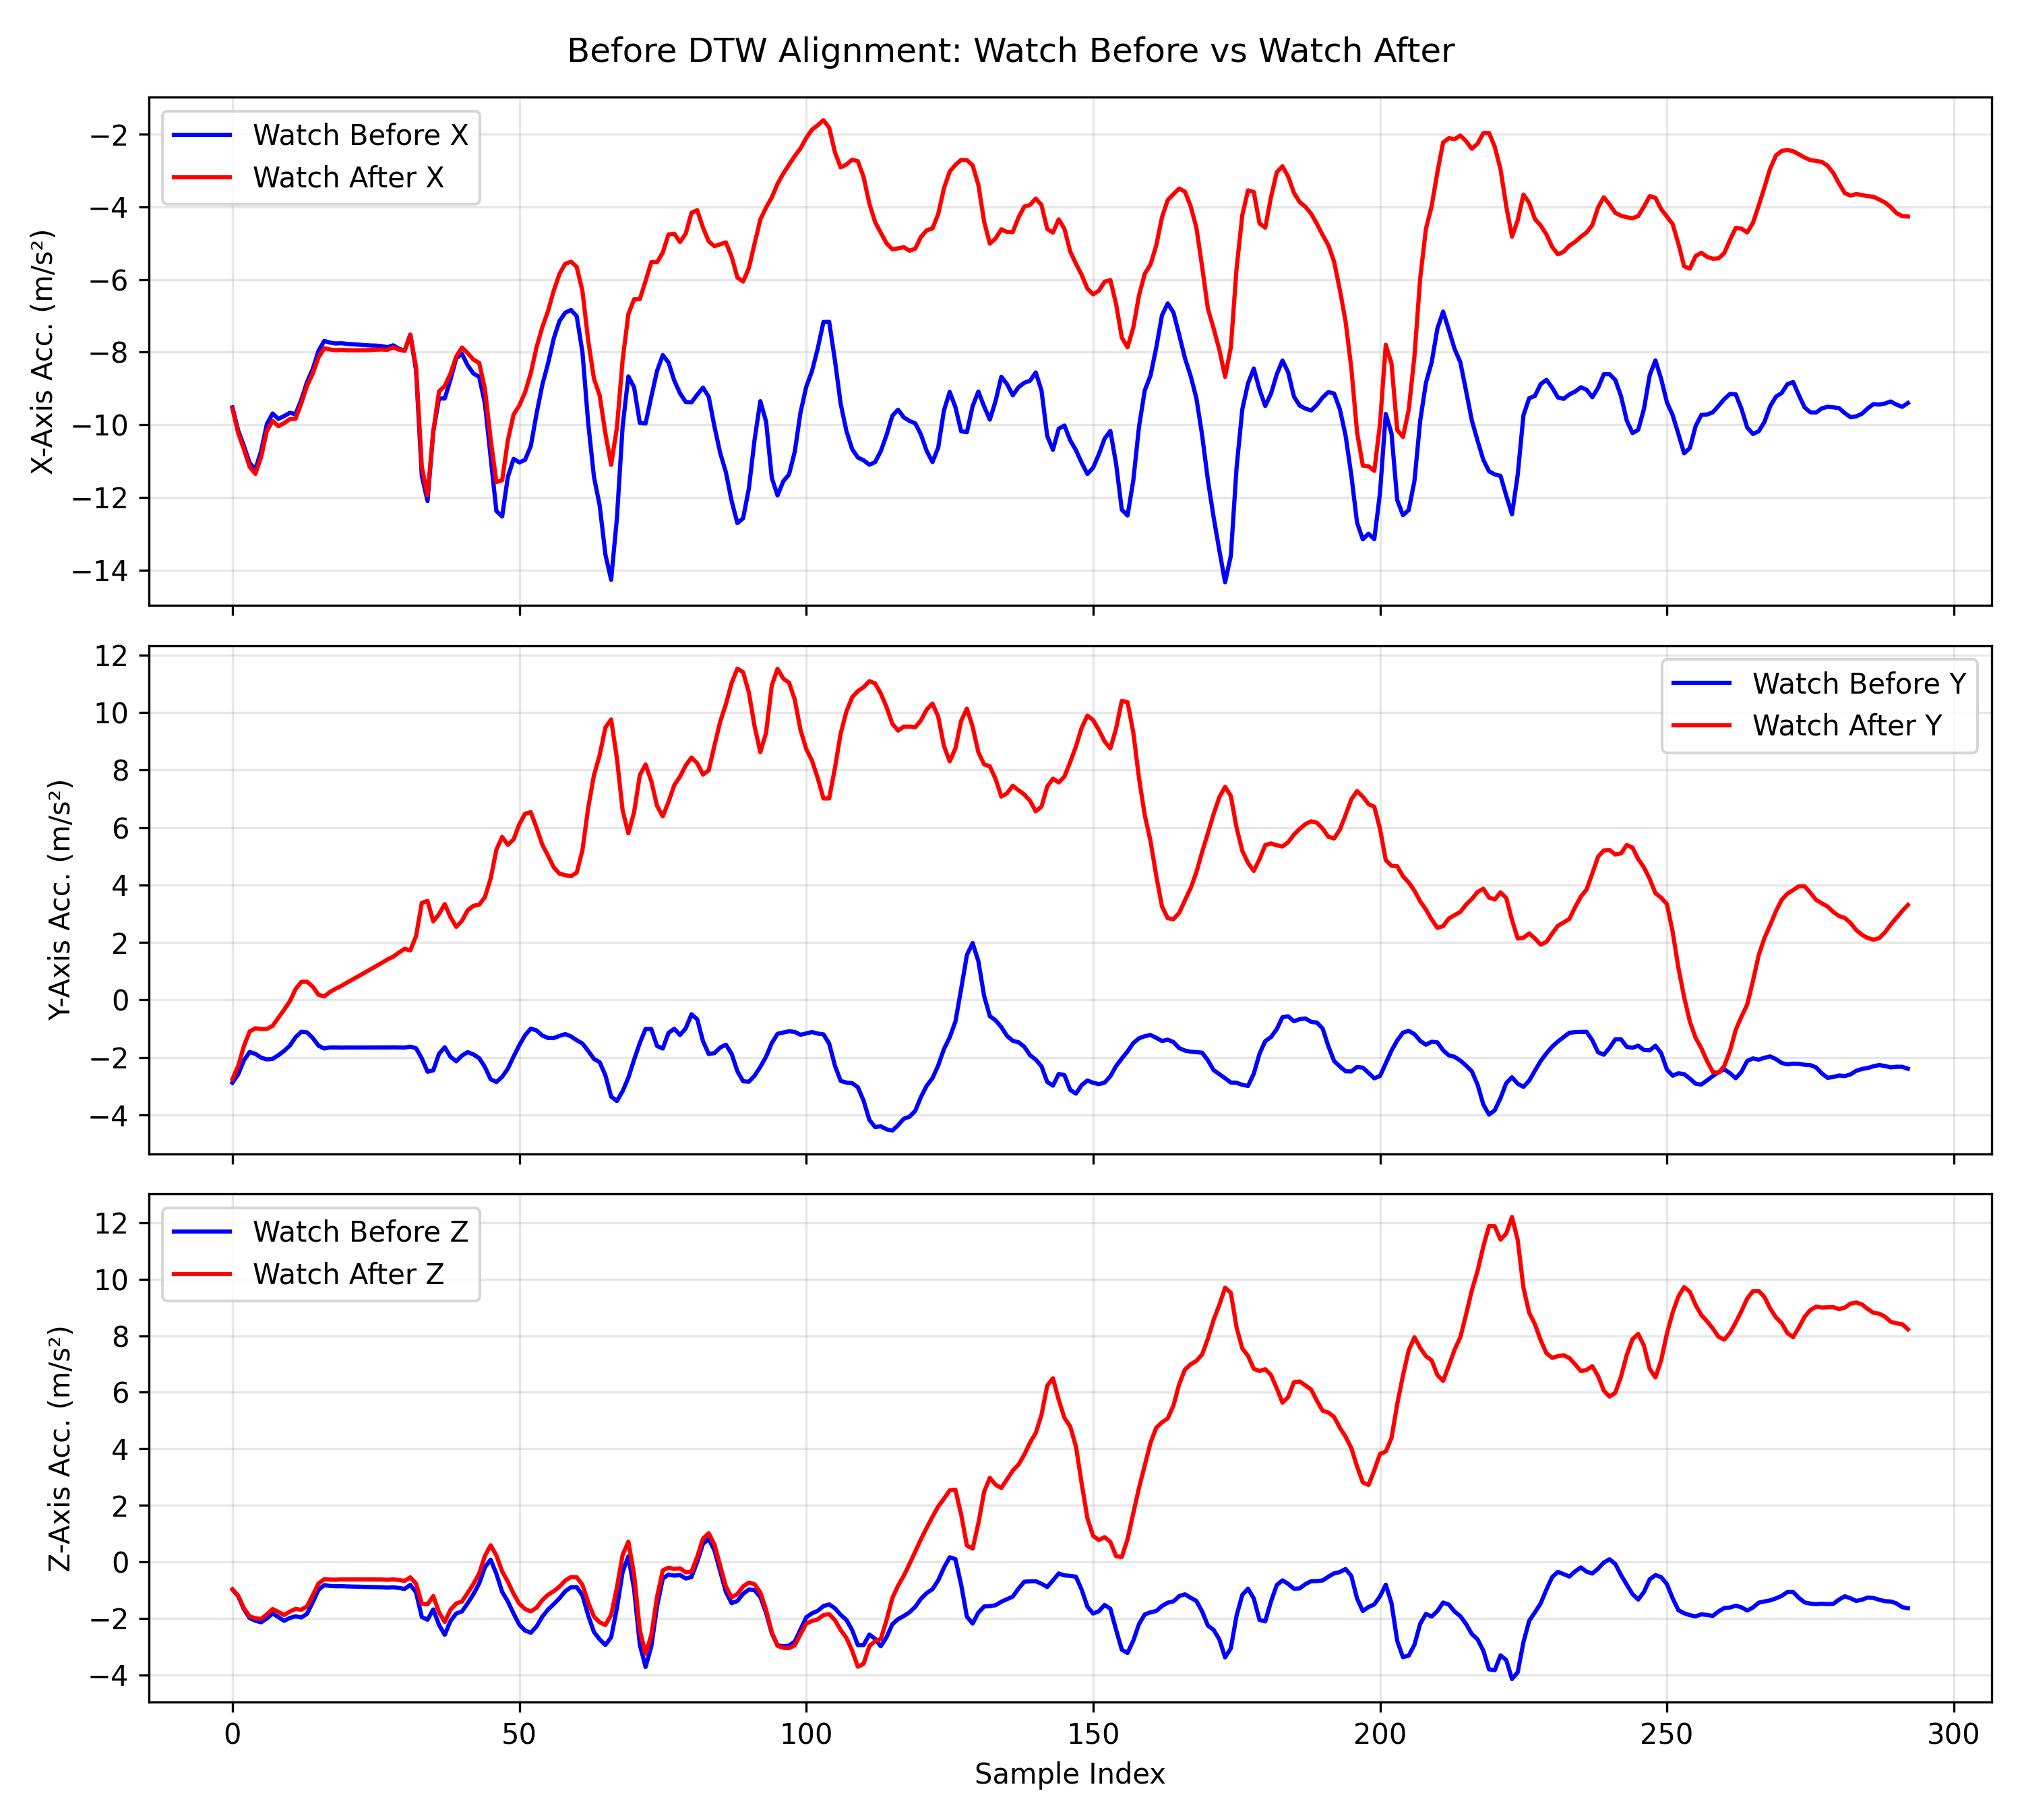 Before DTW Alignment: Watch Before vs Watch After
Watch Before X
Watch After X
X-Axis Acc. (m/s²)
−2
−4
−6
−8
−10
−12
−14
Watch Before Y
Watch After Y
Y-Axis Acc. (m/s²)
12
10
8
6
4
2
0
−2
−4
Watch Before Z
Watch After Z
Z-Axis Acc. (m/s²)
12
10
8
6
4
2
0
−2
−4
0 50 100 150 200 250 300
Sample Index